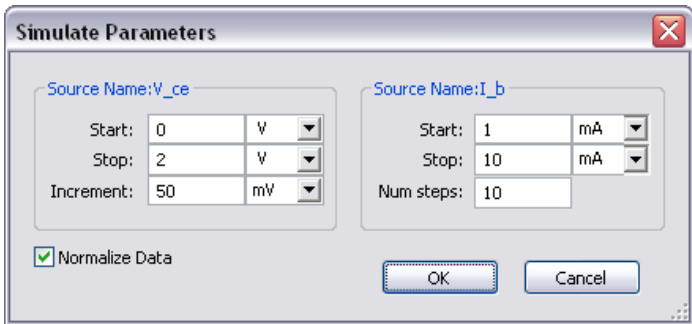 Simulate Parameters
Source Name:V_ce
Start: 0 V
Stop: 2 V
Increment: 50 mV
Source Name:I_b
Start: 1 mA
Stop: 10 mA
Num steps: 10
Normalize Data
OK Cancel